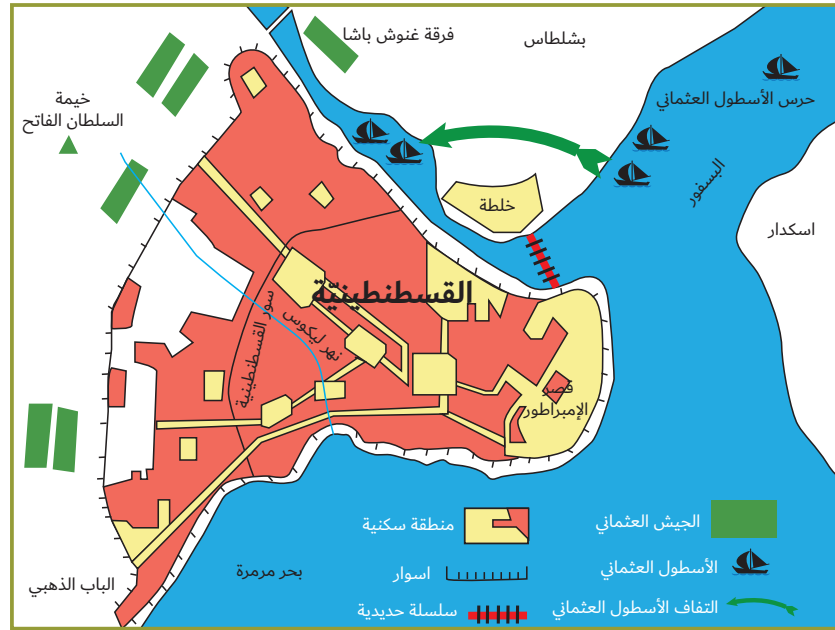 فرقة غنوش باشا
بشلطاس
حرس الأسطول العثماني
خيمة
السلطان الفاتح
البسفور
خلطة
اسكدار
القسطنطينيّة
سور القسطنطينية
نهر ليكوس
قصر
الإمبراطور
الباب الذهبي
بحر مرمرة
منطقة سكنية
اسوار
سلسلة حديدية
الجيش العثماني
الأسطول العثماني
التفاف الأسطول العثماني